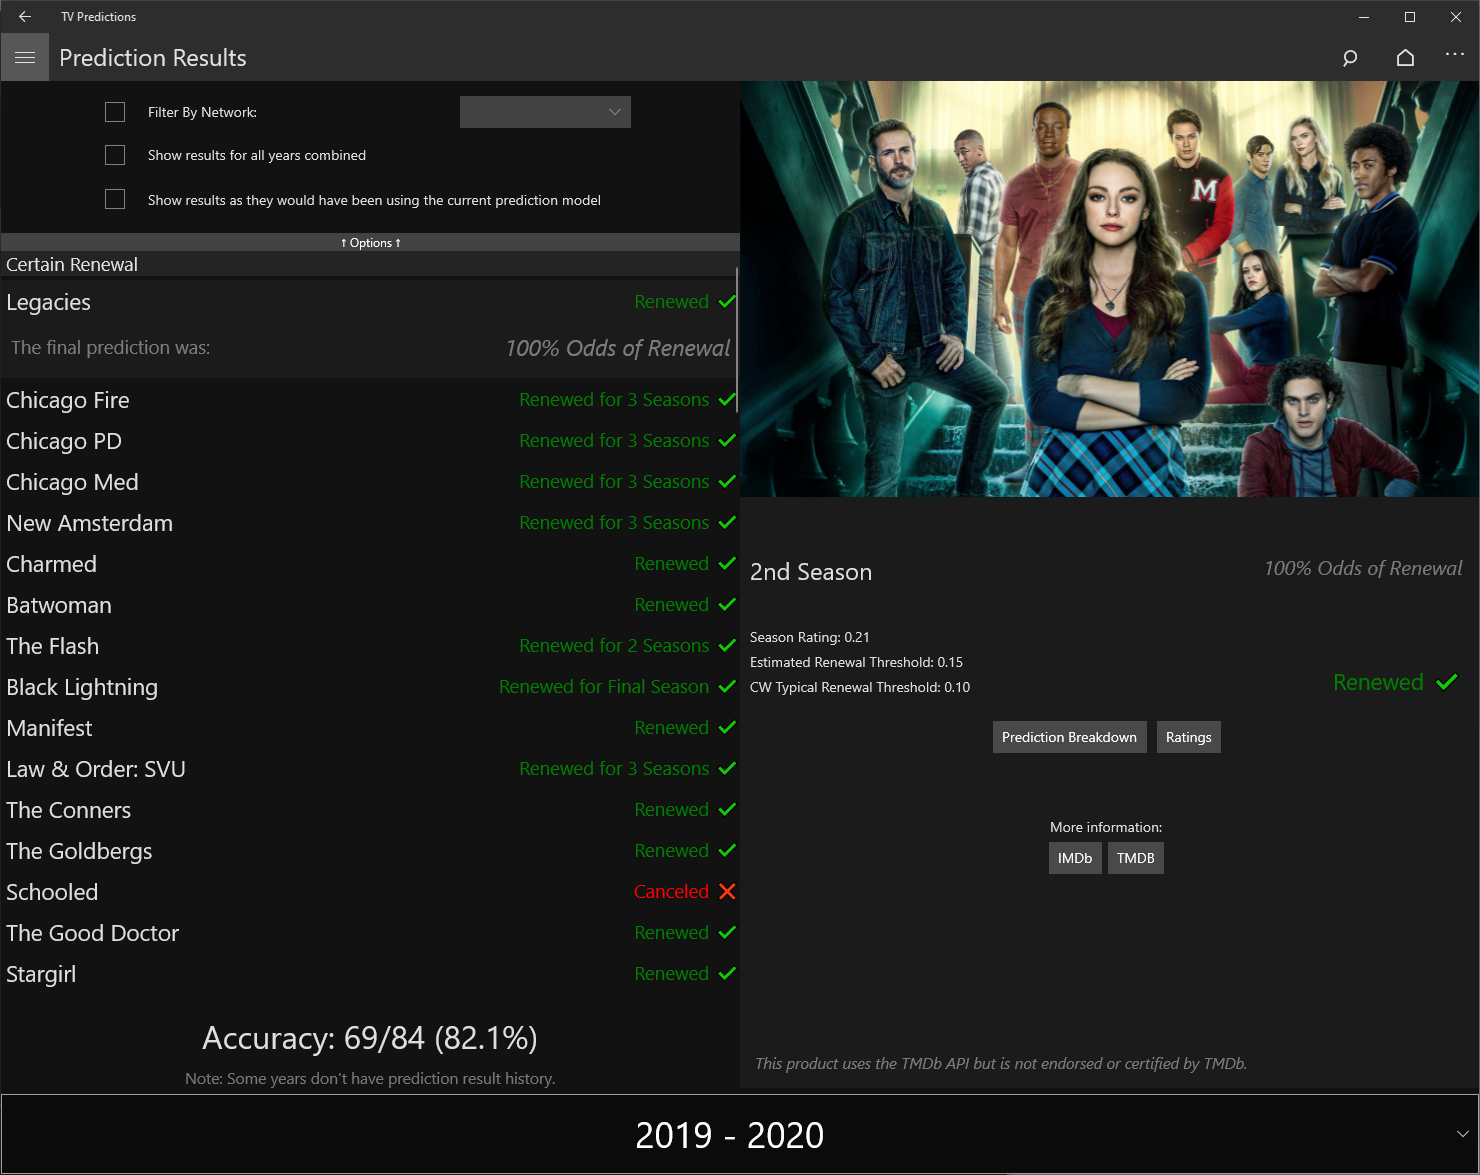 TV Predictions
Prediction Results
Filter By Network:
Show results for all years combined
Show results as they would have been using the current prediction model
↑ Options ↑
Certain Renewal
Legacies Renewed
The final prediction was: 100% Odds of Renewal
Chicago Fire Renewed for 3 Seasons
Chicago PD Renewed for 3 Seasons
Chicago Med Renewed for 3 Seasons
New Amsterdam Renewed for 3 Seasons
Charmed Renewed
Batwoman Renewed
The Flash Renewed for 2 Seasons
Black Lightning Renewed for Final Season
Manifest Renewed
Law & Order: SVU Renewed for 3 Seasons
The Conners Renewed
The Goldbergs Renewed
Schooled Canceled
The Good Doctor Renewed
Stargirl Renewed
Accuracy: 69/84 (82.1%)
Note: Some years don't have prediction result history.
M
2nd Season 100% Odds of Renewal
Season Rating: 0.21
Estimated Renewal Threshold: 0.15
CW Typical Renewal Threshold: 0.10
Renewed
Prediction Breakdown Ratings
More information:
IMDb TMDB
This product uses the TMDb API but is not endorsed or certified by TMDb.
2019 - 2020